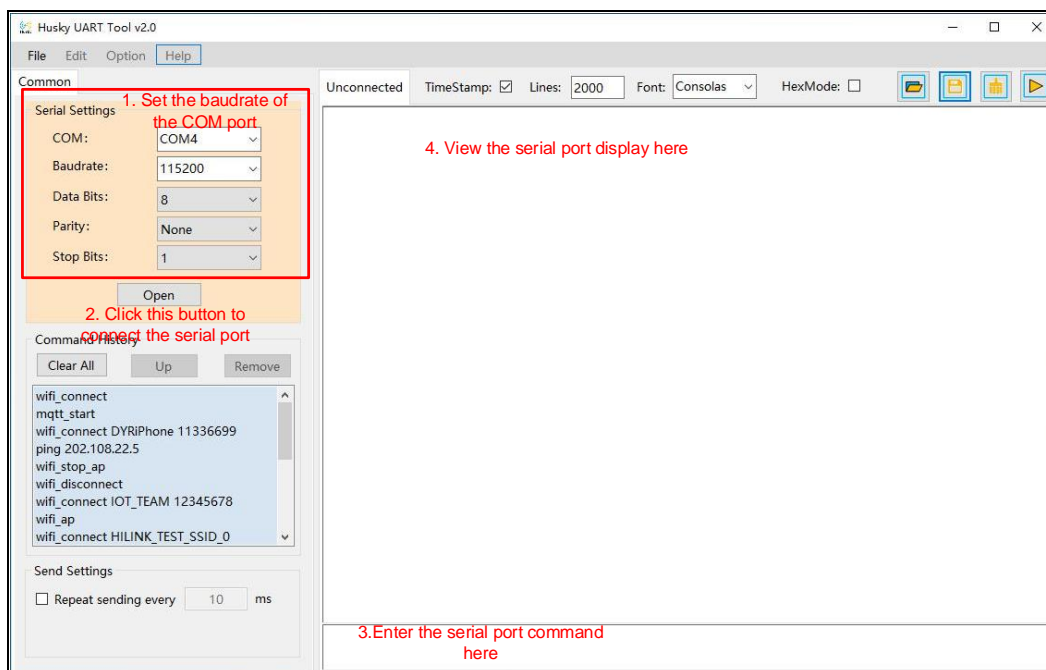 Husky UART Tool v2.0
File Edit Option Help
Common
Serial Settings
1. Set the baudrate of
the COM port
COM: COM4
Baudrate: 115200
Data Bits: 8
Parity: None
Stop Bits: 1
Open
2. Click this button to
connect the serial port
Command History
Clear All Up Remove
wifi_connect
mqtt_start
wifi_connect DYRiPhone 11336699
ping 202.108.22.5
wifi_stop_ap
wifi_disconnect
wifi_connect IOT_TEAM 12345678
wifi_ap
wifi_connect HILINK_TEST_SSID_0
Send Settings
Repeat sending every 10 ms
Unconnected TimeStamp: Lines: 2000 Font: Consolas HexMode:
4. View the serial port display here
3.Enter the serial port command
here